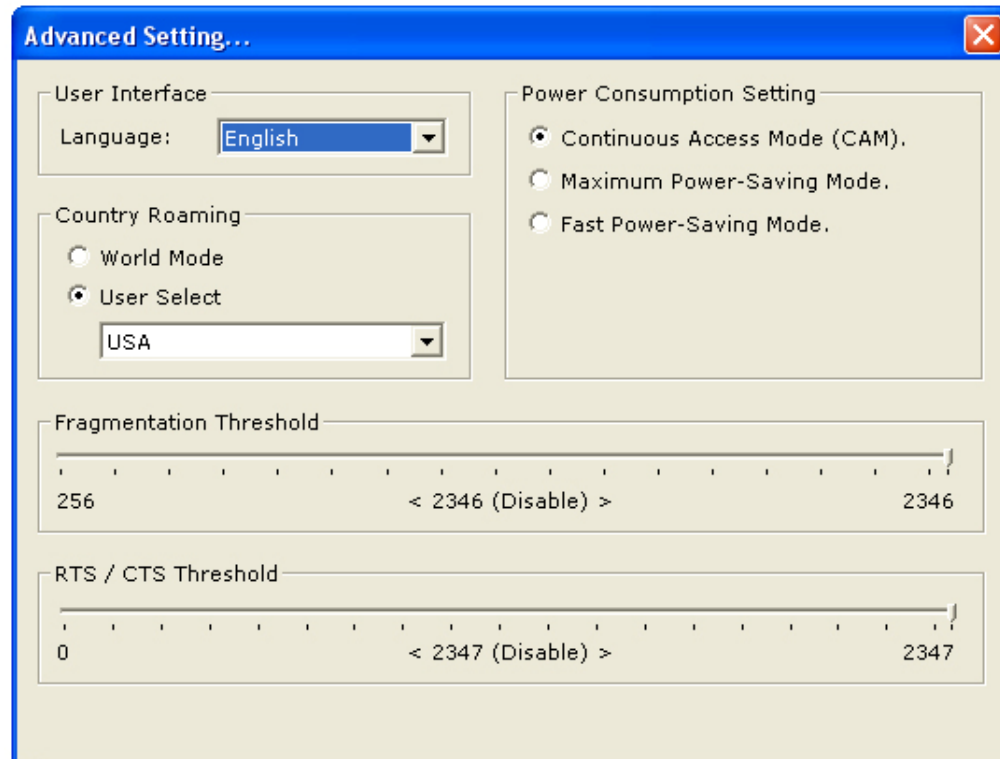 Advanced Setting...
User Interface
Language:
English
Country Roaming
World Mode
User Select
USA
Power Consumption Setting
Continuous Access Mode (CAM).
Maximum Power-Saving Mode.
Fast Power-Saving Mode.
Fragmentation Threshold
256 < 2346 (Disable) > 2346
RTS / CTS Threshold
0 < 2347 (Disable) > 2347